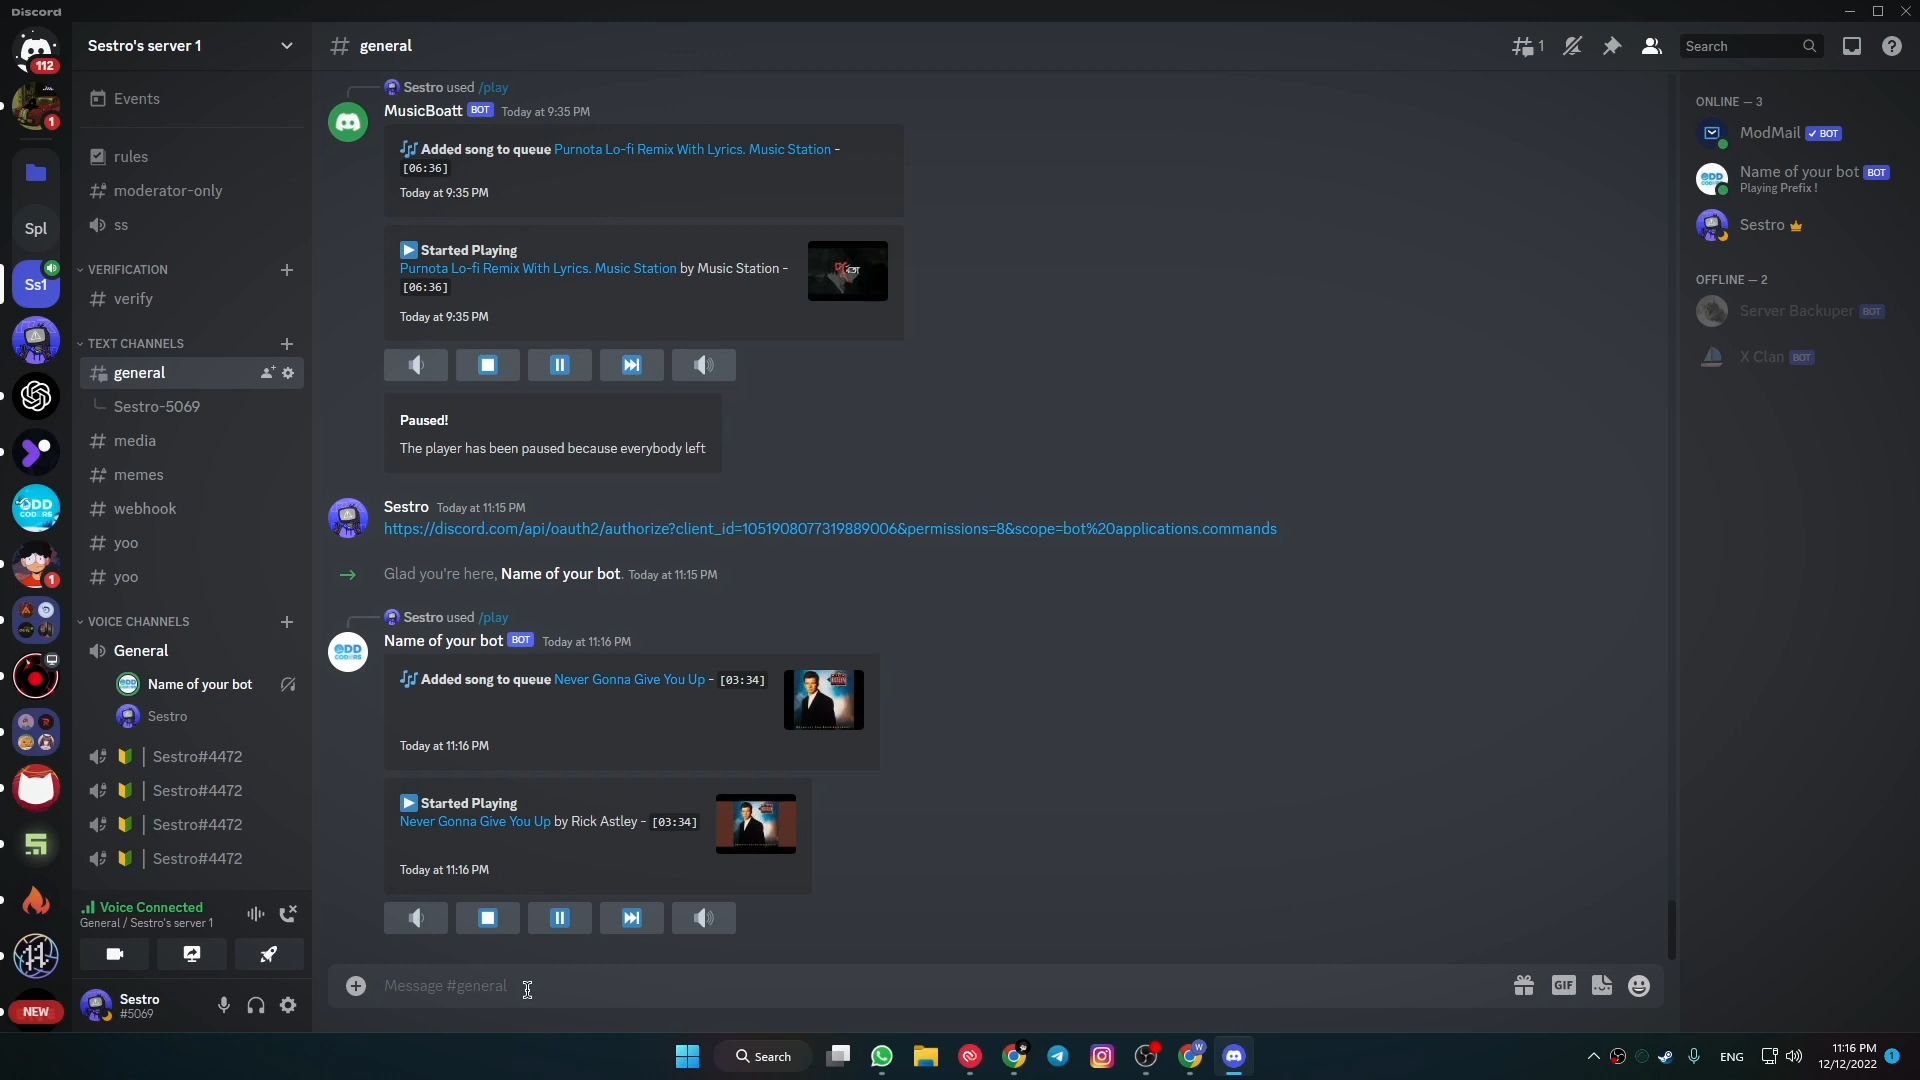 Discord
112
1
Spl
Ss1
ODD
CODERS
1
NEW
Sestro's server 1
Events
rules
moderator-only
ss
VERIFICATION
verify
TEXT CHANNELS
general
Sestro-5069
media
memes
webhook
yoo
yoo
VOICE CHANNELS
General
Name of your bot
Sestro
| Sestro#4472
| Sestro#4472
| Sestro#4472
| Sestro#4472
Voice Connected
General / Sestro's server 1
Sestro
#5069
# general
1
Search
Sestro used /play
MusicBoatt BOT Today at 9:35 PM
Added song to queue Purnota Lo-fi Remix With Lyrics. Music Station -
[06:36]
Today at 9:35 PM
Started Playing
Purnota Lo-fi Remix With Lyrics. Music Station by Music Station -
[06:36]
Today at 9:35 PM
Paused!
The player has been paused because everybody left
Sestro Today at 11:15 PM
https://discord.com/api/oauth2/authorize?client_id=1051908077319889006&permissions=8&scope=bot%20applications.commands
Glad you're here, Name of your bot. Today at 11:15 PM
Sestro used /play
Name of your bot BOT Today at 11:16 PM
Added song to queue Never Gonna Give You Up - [03:34]
Today at 11:16 PM
Started Playing
Never Gonna Give You Up by Rick Astley - [03:34]
Today at 11:16 PM
Message #general
GIF
ONLINE — 3
ModMail ✓ BOT
Name of your bot BOT
Playing Prefix !
Sestro
OFFLINE — 2
Server Backuper BOT
X Clan BOT
Search
W
ENG
11:16 PM
12/12/2022
1